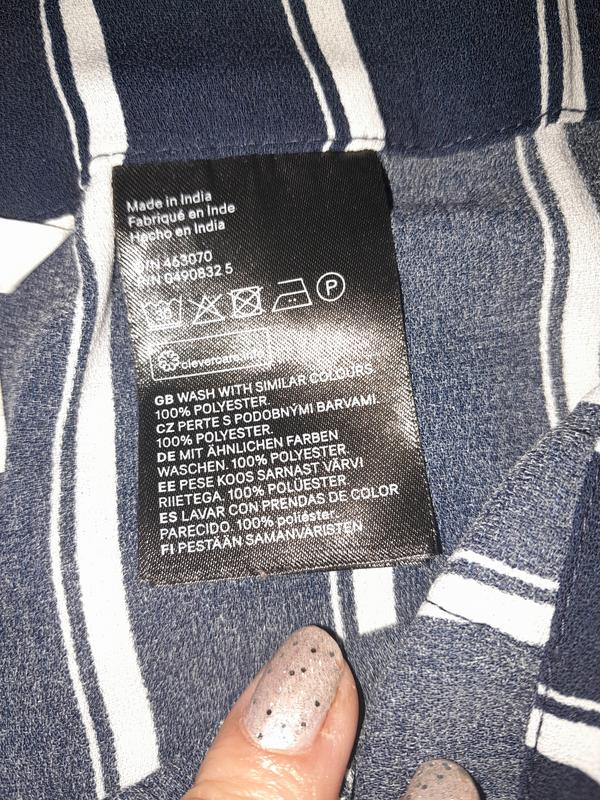 Made in India
Fabriqué en Inde
Hecho en India
463070
P/N 0490832 5
P
clevercare
GB WASH WITH SIMILAR COLOURS
100% POLYESTER.
CZ PERTE S PODOBNÝMI BARVAMI.
100% POLYESTER.
DE MIT ÄHNLICHEN FARBEN
WASCHEN. 100% POLYESTER.
EE PESE KOOS SARNAST VÄRVI
RIIETEGA. 100% POLÜESTER.
ES LAVAR CON PRENDAS DE COLOR
PARECIDO. 100% poliéster.
FI PESTÄÄN SAMANVÄRISTEN